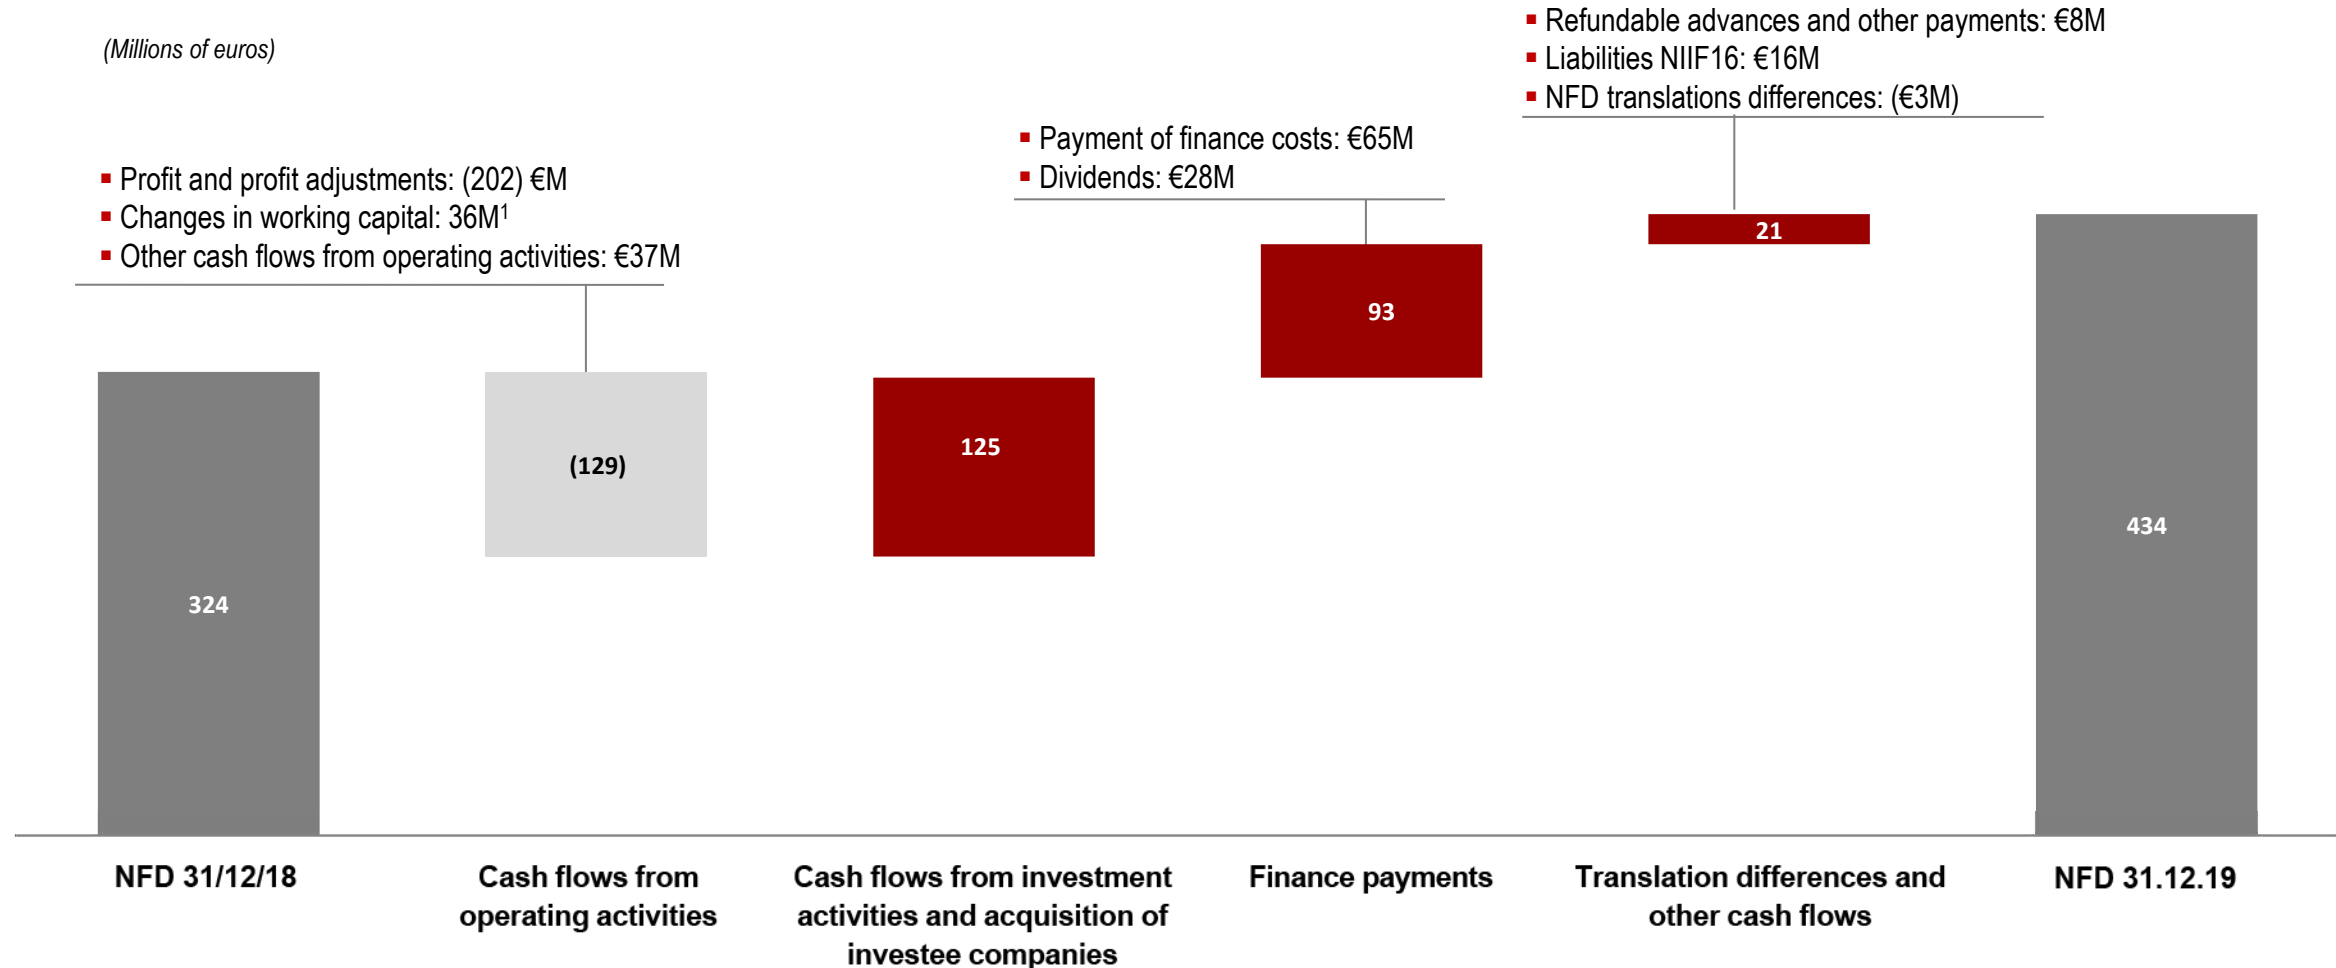 (Millions of euros)
▪ Refundable advances and other payments: €8M
▪ Liabilities NIIF16: €16M
▪ NFD translations differences: (€3M)
▪ Payment of finance costs: €65M
▪ Dividends: €28M
▪ Profit and profit adjustments: (202) €M
▪ Changes in working capital: 36M¹
▪ Other cash flows from operating activities: €37M
324
(129)
125
93
21
434
NFD 31/12/18
Cash flows from
operating activities
Cash flows from investment
activities and acquisition of
investee companies
Finance payments
Translation differences and
other cash flows
NFD 31.12.19